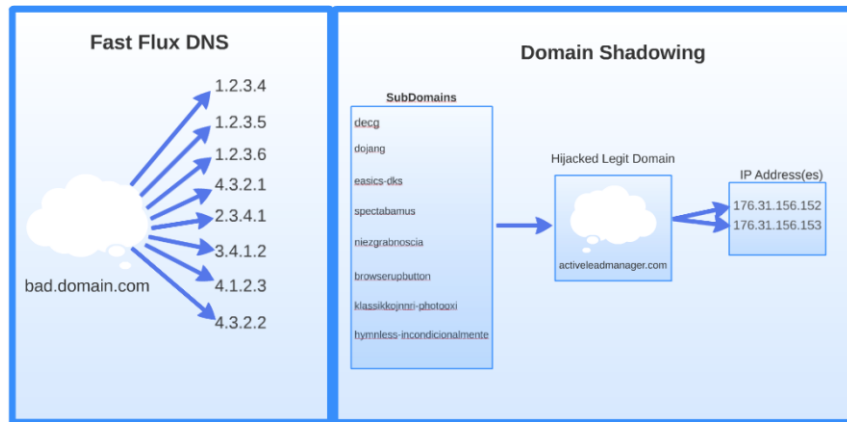 Fast Flux DNS
1.2.3.4
1.2.3.5
1.2.3.6
4.3.2.1
2.3.4.1
3.4.1.2
4.1.2.3
4.3.2.2
bad.domain.com
Domain Shadowing
SubDomains
decg
dojang
easics-dks
spectabamus
niezgrabnoscia
browserupbutton
klassikkojnnri-photooxi
hymnless-incondicionalmente
Hijacked Legit Domain
activeleadmanager.com
IP Address(es)
176.31.156.152
176.31.156.153